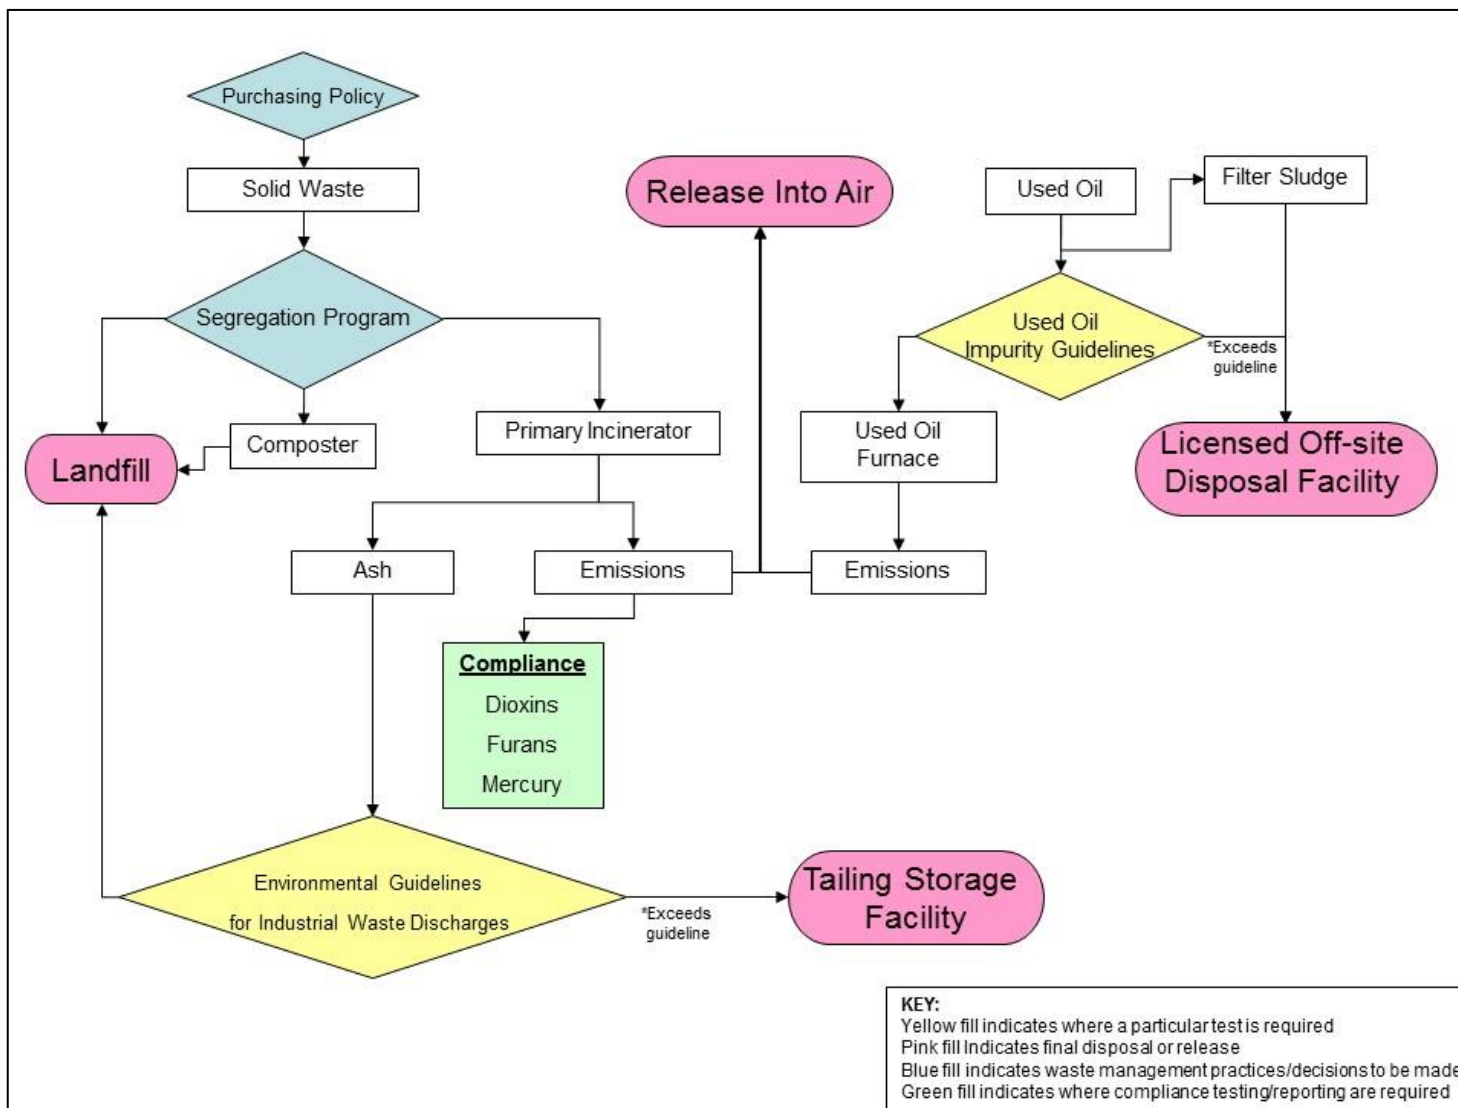 Purchasing Policy
Solid Waste
Segregation Program
Landfill
Composter
Primary Incinerator
Ash
Emissions
Compliance
Dioxins
Furans
Mercury
Environmental Guidelines
for Industrial Waste Discharges
*Exceeds
guideline
Tailing Storage
Facility
Release Into Air
Used Oil
Filter Sludge
Used Oil
Impurity Guidelines
*Exceeds
guideline
Used Oil
Furnace
Emissions
Licensed Off-site
Disposal Facility
KEY:
Yellow fill indicates where a particular test is required
Pink fill Indicates final disposal or release
Blue fill indicates waste management practices/decisions to be made
Green fill indicates where compliance testing/reporting are required